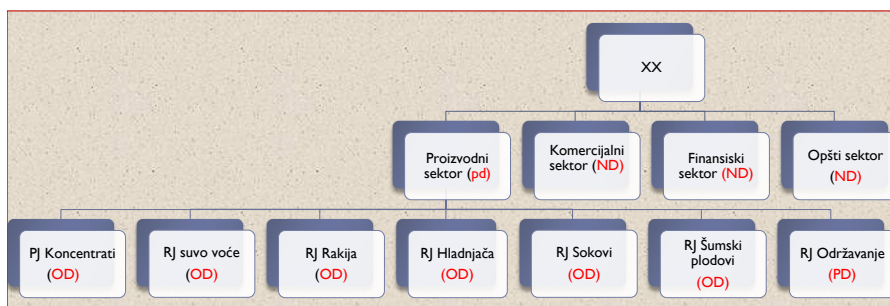 XX
Proizvodni
sektor (pd)
Komercijalni
sektor (ND)
Finansiski
sektor (ND)
Opšti sektor
(ND)
PJ Koncentrati
(OD)
RJ suvo voće
(OD)
RJ Rakija
(OD)
RJ Hladnjača
(OD)
RJ Sokovi
(OD)
RJ Šumski
plodovi
(OD)
RJ Održavanje
(PD)